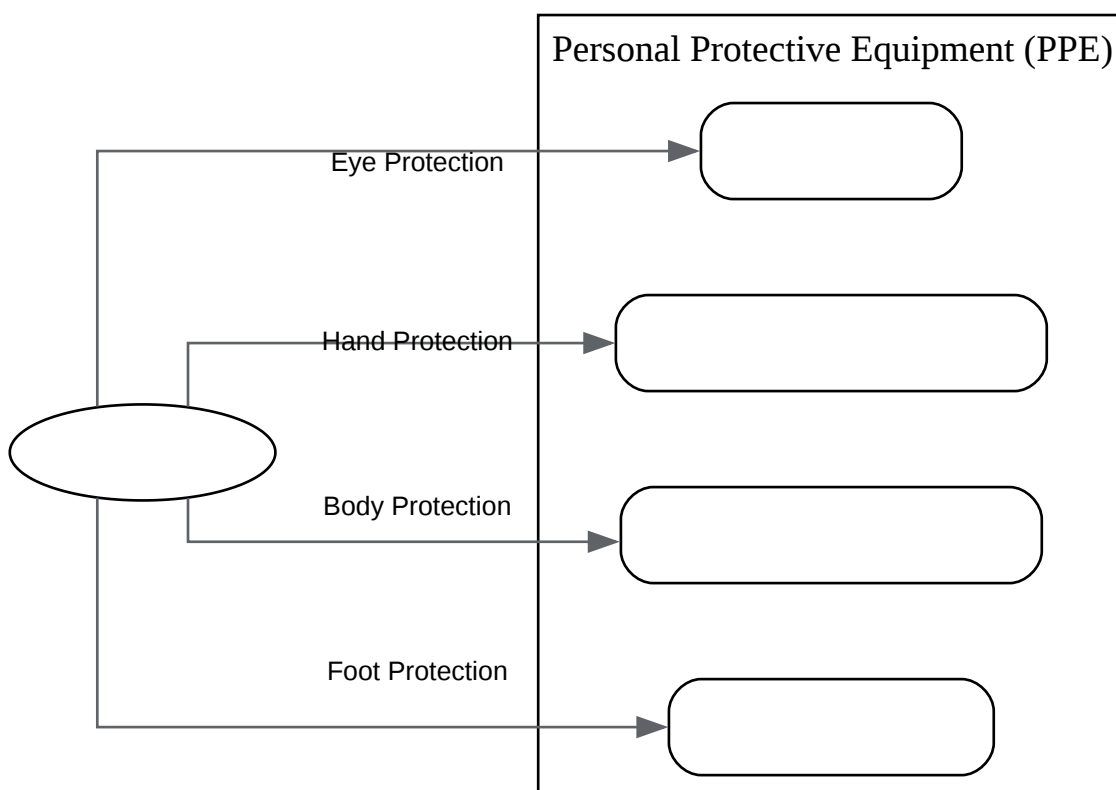 Personal Protective Equipment (PPE)
Eye Protection
Hand Protection
Body Protection
Foot Protection